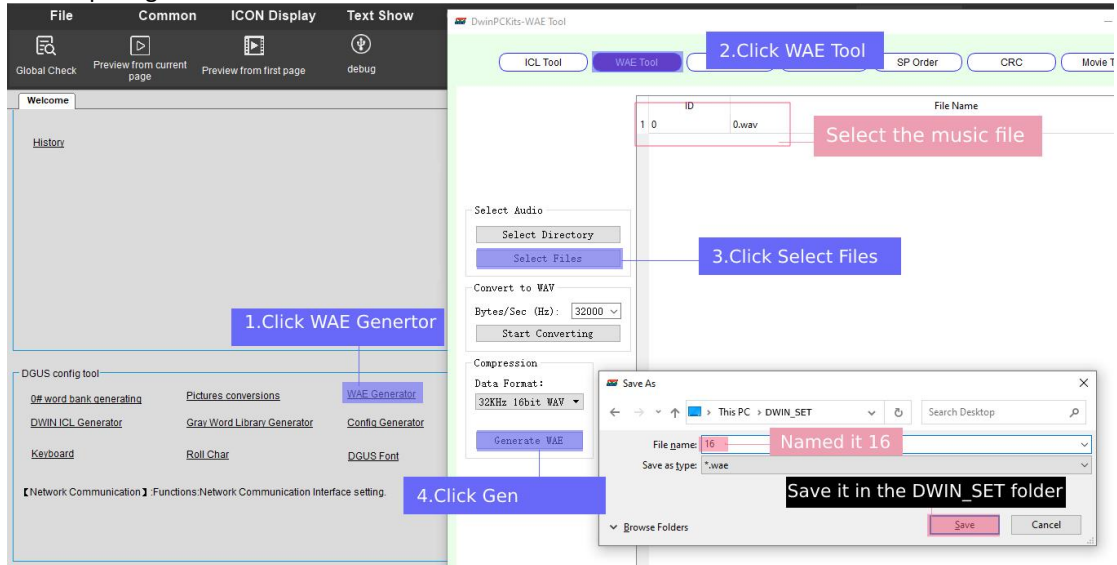 File Common ICON Display Text Show
Global Check
Preview from current page
Preview from first page
debug
Welcome
History
1.Click WAE Genertor
DGUS config tool
0# word bank generating
Pictures conversions
WAE Generator
DWIN ICL Generator
Gray Word Library Generator
Config Generator
Keyboard
Roll Char
DGUS Font
【Network Communication】:Functions:Network Communication Interface setting.
DwinPCKits-WAE Tool
ICL Tool
WAE Tool
2.Click WAE Tool
SP Order
CRC
Movie T
ID
File Name
1 0 0.wav
Select the music file
Select Audio
Select Directory
Select Files
3.Click Select Files
Convert to WAV
Bytes/Sec (Hz): 32000
Start Converting
Compression
Data Format:
32KHz 16bit WAV
Generate WAE
4.Click Gen
Save As
This PC > DWIN_SET
Search Desktop
File name: 16
Named it 16
Save as type: *.wae
Save it in the DWIN_SET folder
Browse Folders
Save
Cancel